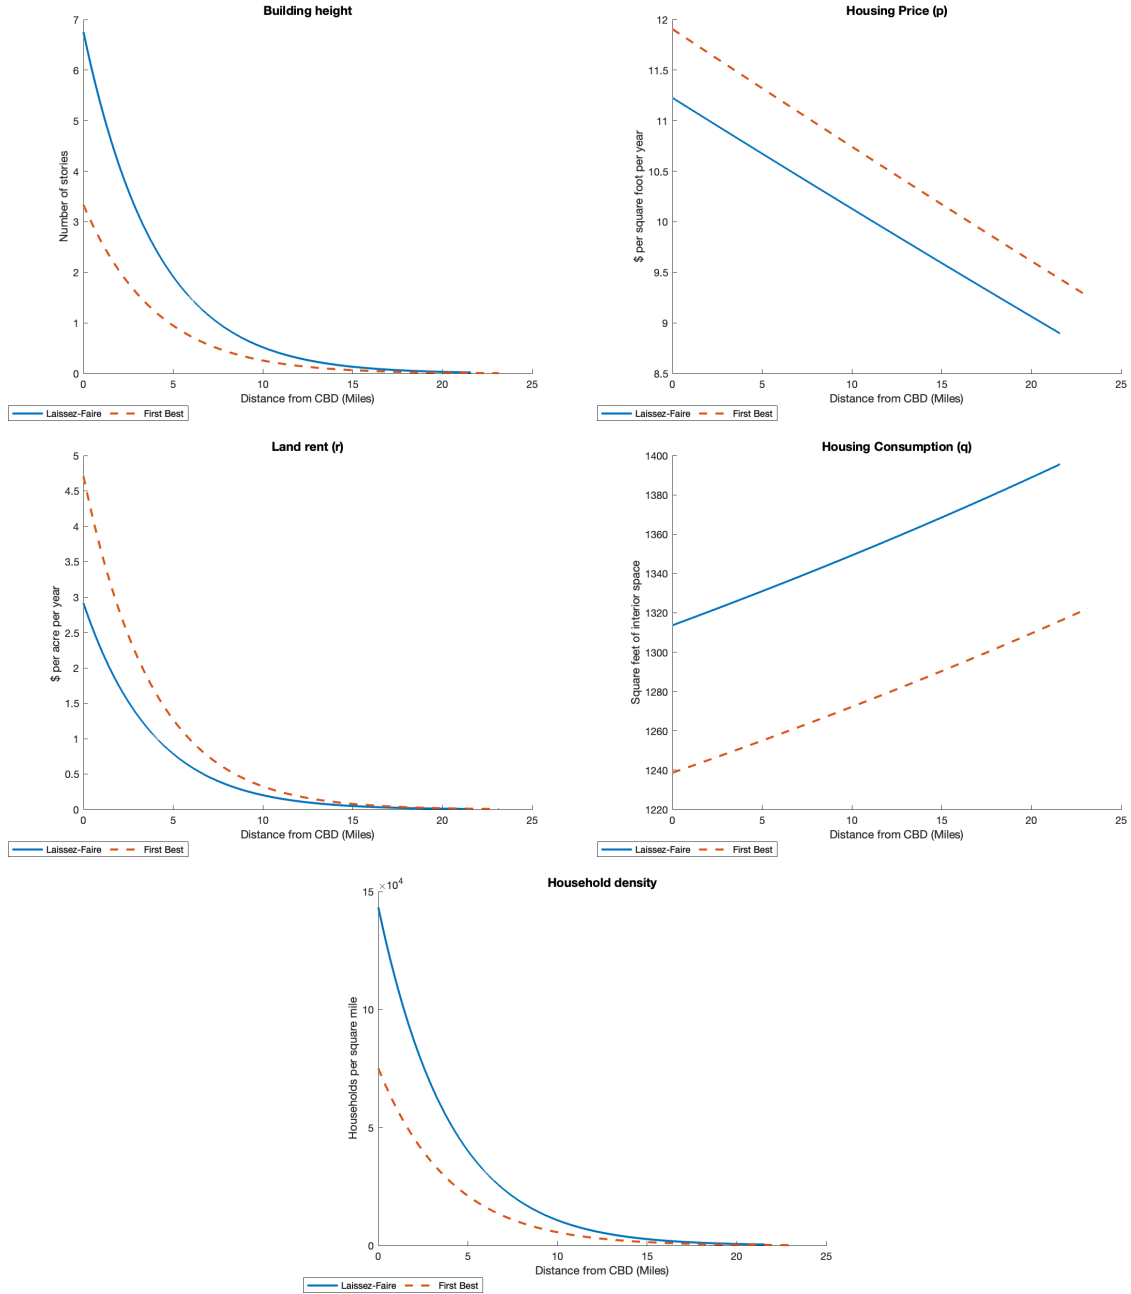 Building height
7
6
5
4
3
2
1
0
Number of stories
0 5 10 15 20 25
Distance from CBD (Miles)
Laissez-Faire First Best
Housing Price (p)
12
11.5
11
10.5
10
9.5
9
8.5
$ per square foot per year
0 5 10 15 20 25
Distance from CBD (Miles)
Laissez-Faire First Best
Land rent (r)
5
4.5
4
3.5
3
2.5
2
1.5
1
0.5
0
$ per acre per year
0 5 10 15 20 25
Distance from CBD (Miles)
Laissez-Faire First Best
Housing Consumption (q)
1400
1380
1360
1340
1320
1300
1280
1260
1240
1220
Square feet of interior space
0 5 10 15 20 25
Distance from CBD (Miles)
Laissez-Faire First Best
Household density
×10⁴
15
10
5
0
Households per square mile
0 5 10 15 20 25
Distance from CBD (Miles)
Laissez-Faire First Best